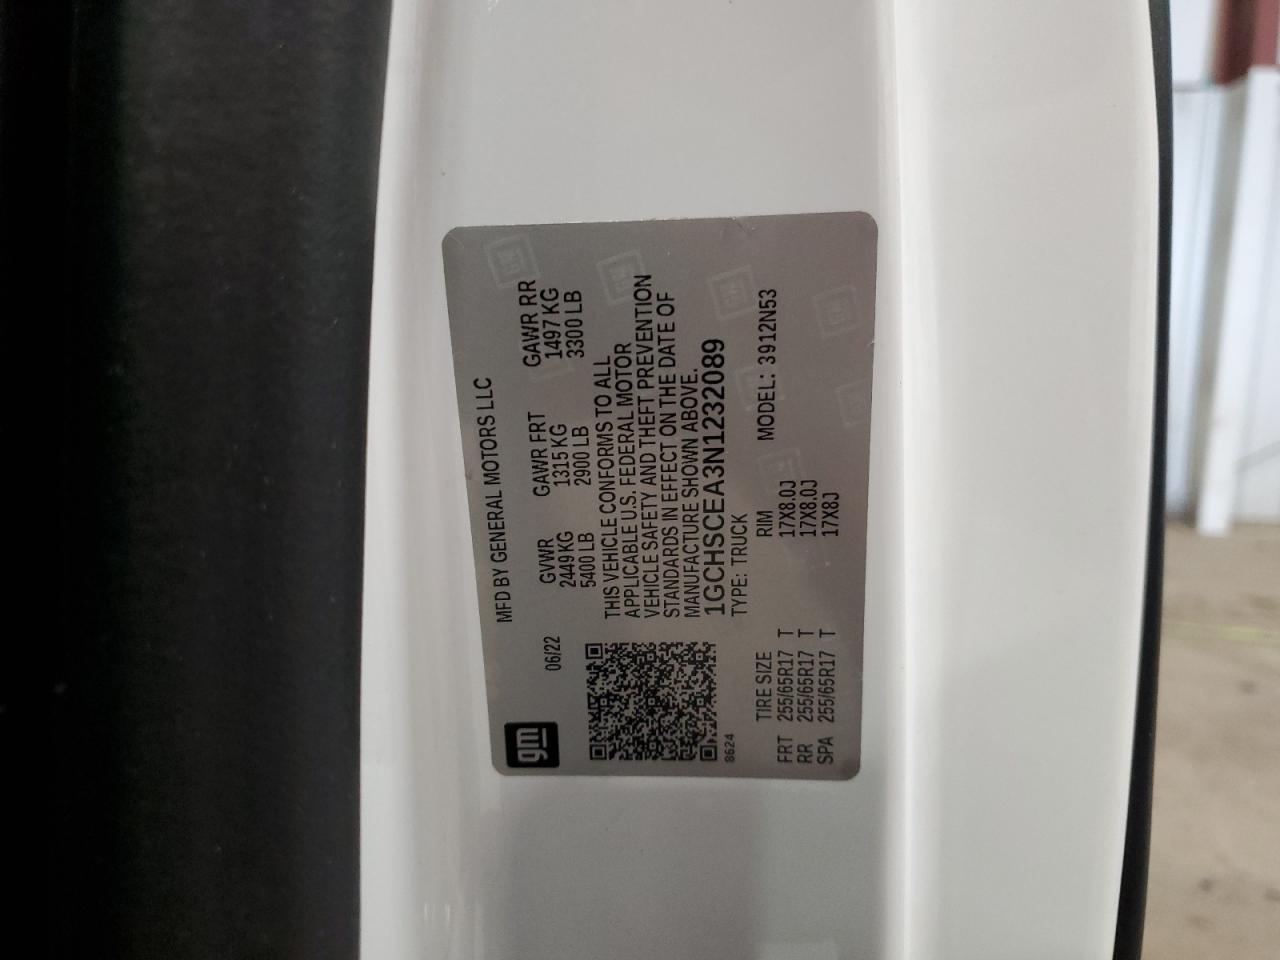 gm
MFD BY GENERAL MOTORS LLC
06/22
GVWR GAWR FRT GAWR RR
2449 KG 1315 KG 1497 KG
5400 LB 2900 LB 3300 LB
THIS VEHICLE CONFORMS TO ALL
APPLICABLE U.S. FEDERAL MOTOR
VEHICLE SAFETY AND THEFT PREVENTION
STANDARDS IN EFFECT ON THE DATE OF
MANUFACTURE SHOWN ABOVE.
1GCHSCEA3N1232089
8624
TYPE: TRUCK
TIRE SIZE RIM MODEL: 3912N53
FRT 255/65R17 T 17X8.0J
RR 255/65R17 T 17X8.0J
SPA 255/65R17 T 17X8J